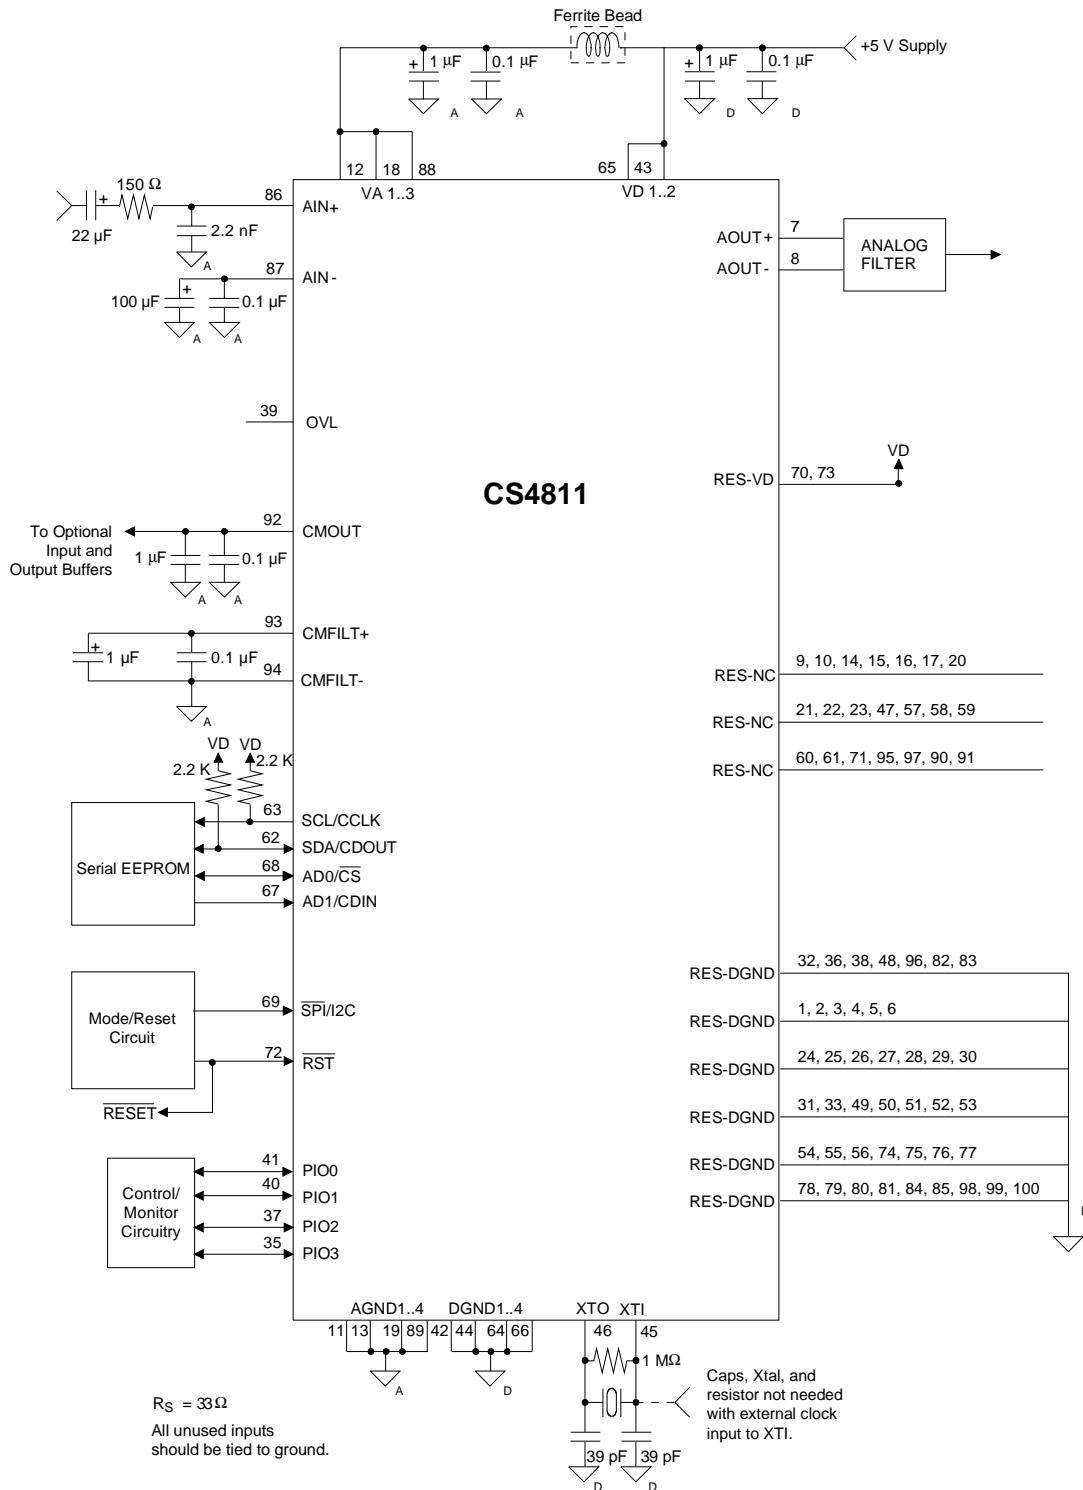 Ferrite Bead
+5 V Supply
+ 1 µF
0.1 µF
+ 1 µF
0.1 µF
A
A
D
D
12 18 88
65 43
VA 1..3
VD 1..2
150 Ω
+
22 µF
86
AIN+
2.2 nF
A
87
AIN-
100 µF
+
0.1 µF
A
A
7
AOUT+
8
AOUT-
ANALOG
FILTER
39
OVL
CS4811
RES-VD
70, 73
VD
92
CMOUT
To Optional
Input and
Output Buffers
1 µF
0.1 µF
A
A
93
CMFILT+
+
1 µF
0.1 µF
94
CMFILT-
A
RES-NC
9, 10, 14, 15, 16, 17, 20
RES-NC
21, 22, 23, 47, 57, 58, 59
RES-NC
60, 61, 71, 95, 97, 90, 91
VD VD
2.2 K
2.2 K
Serial EEPROM
63
SCL/CCLK
62
SDA/CDOUT
68
AD0/CS
67
AD1/CDIN
Mode/Reset
Circuit
69
SPI/I2C
72
RST
RESET
RES-DGND
32, 36, 38, 48, 96, 82, 83
RES-DGND
1, 2, 3, 4, 5, 6
RES-DGND
24, 25, 26, 27, 28, 29, 30
RES-DGND
31, 33, 49, 50, 51, 52, 53
RES-DGND
54, 55, 56, 74, 75, 76, 77
RES-DGND
78, 79, 80, 81, 84, 85, 98, 99, 100
Control/
Monitor
Circuitry
41
PIO0
40
PIO1
37
PIO2
35
PIO3
AGND1..4
DGND1..4
XTO XTI
11 13 19 89 42 44 64 66
46 45
A
D
1 MΩ
39 pF
39 pF
D
D
Caps, Xtal, and
resistor not needed
with external clock
input to XTI.
RS = 33Ω
All unused inputs
should be tied to ground.